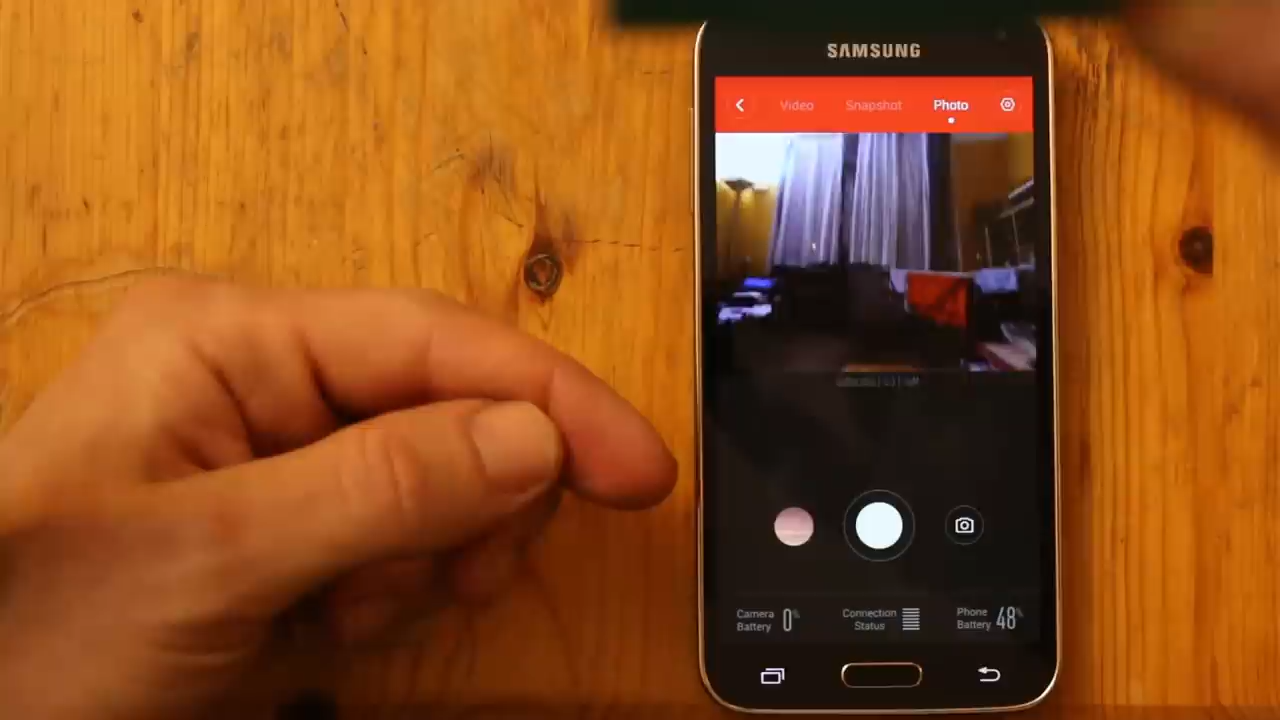 SAMSUNG
Video Snapshot Photo
Camera Battery 0% Connection Status Phone Battery 48%